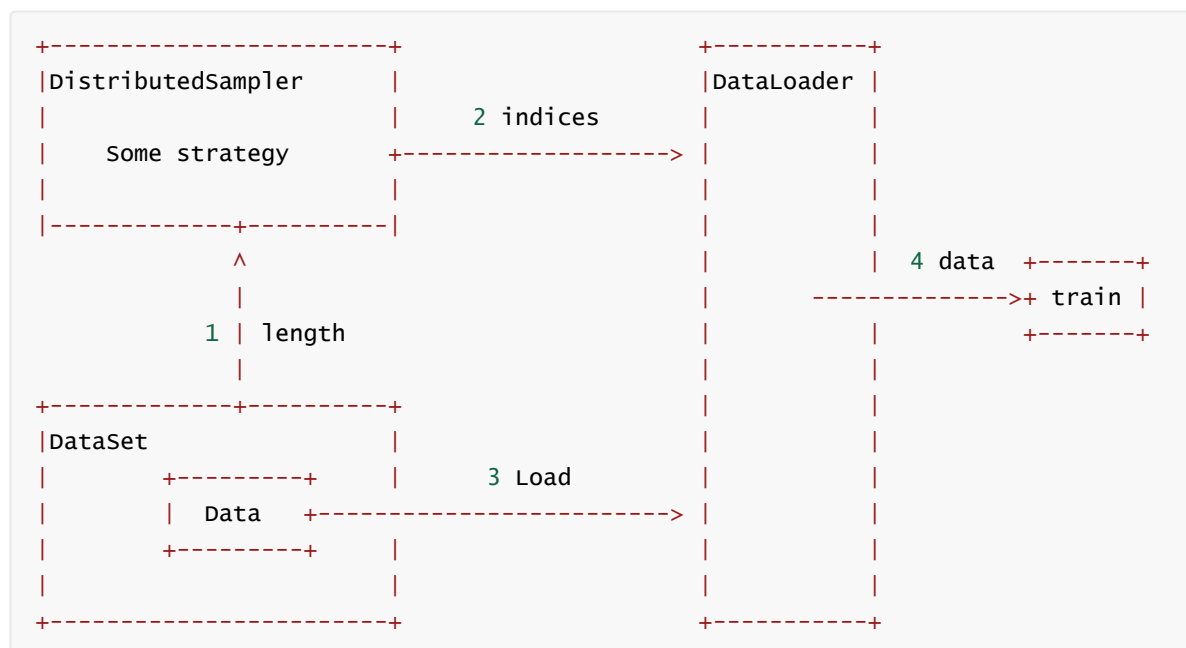 +------------------------+                     +-----------+
|DistributedSampler      |                     |DataLoader |
|                        |     2 indices       |           |
|    Some strategy       +-------------------> |           |
|                        |                     |           |
|-------------+----------|                     |           |
              ^                                |           |  4 data  +-------+
              |                                |       -------------->+ train |
            1 | length                         |           |          +-------+
              |                                |           |
+-------------+----------+                     |           |
|DataSet                 |                     |           |
|        +---------+     |      3 Load         |           |
|        |  Data   +-------------------------> |           |
|        +---------+     |                     |           |
|                        |                     |           |
+------------------------+                     +-----------+